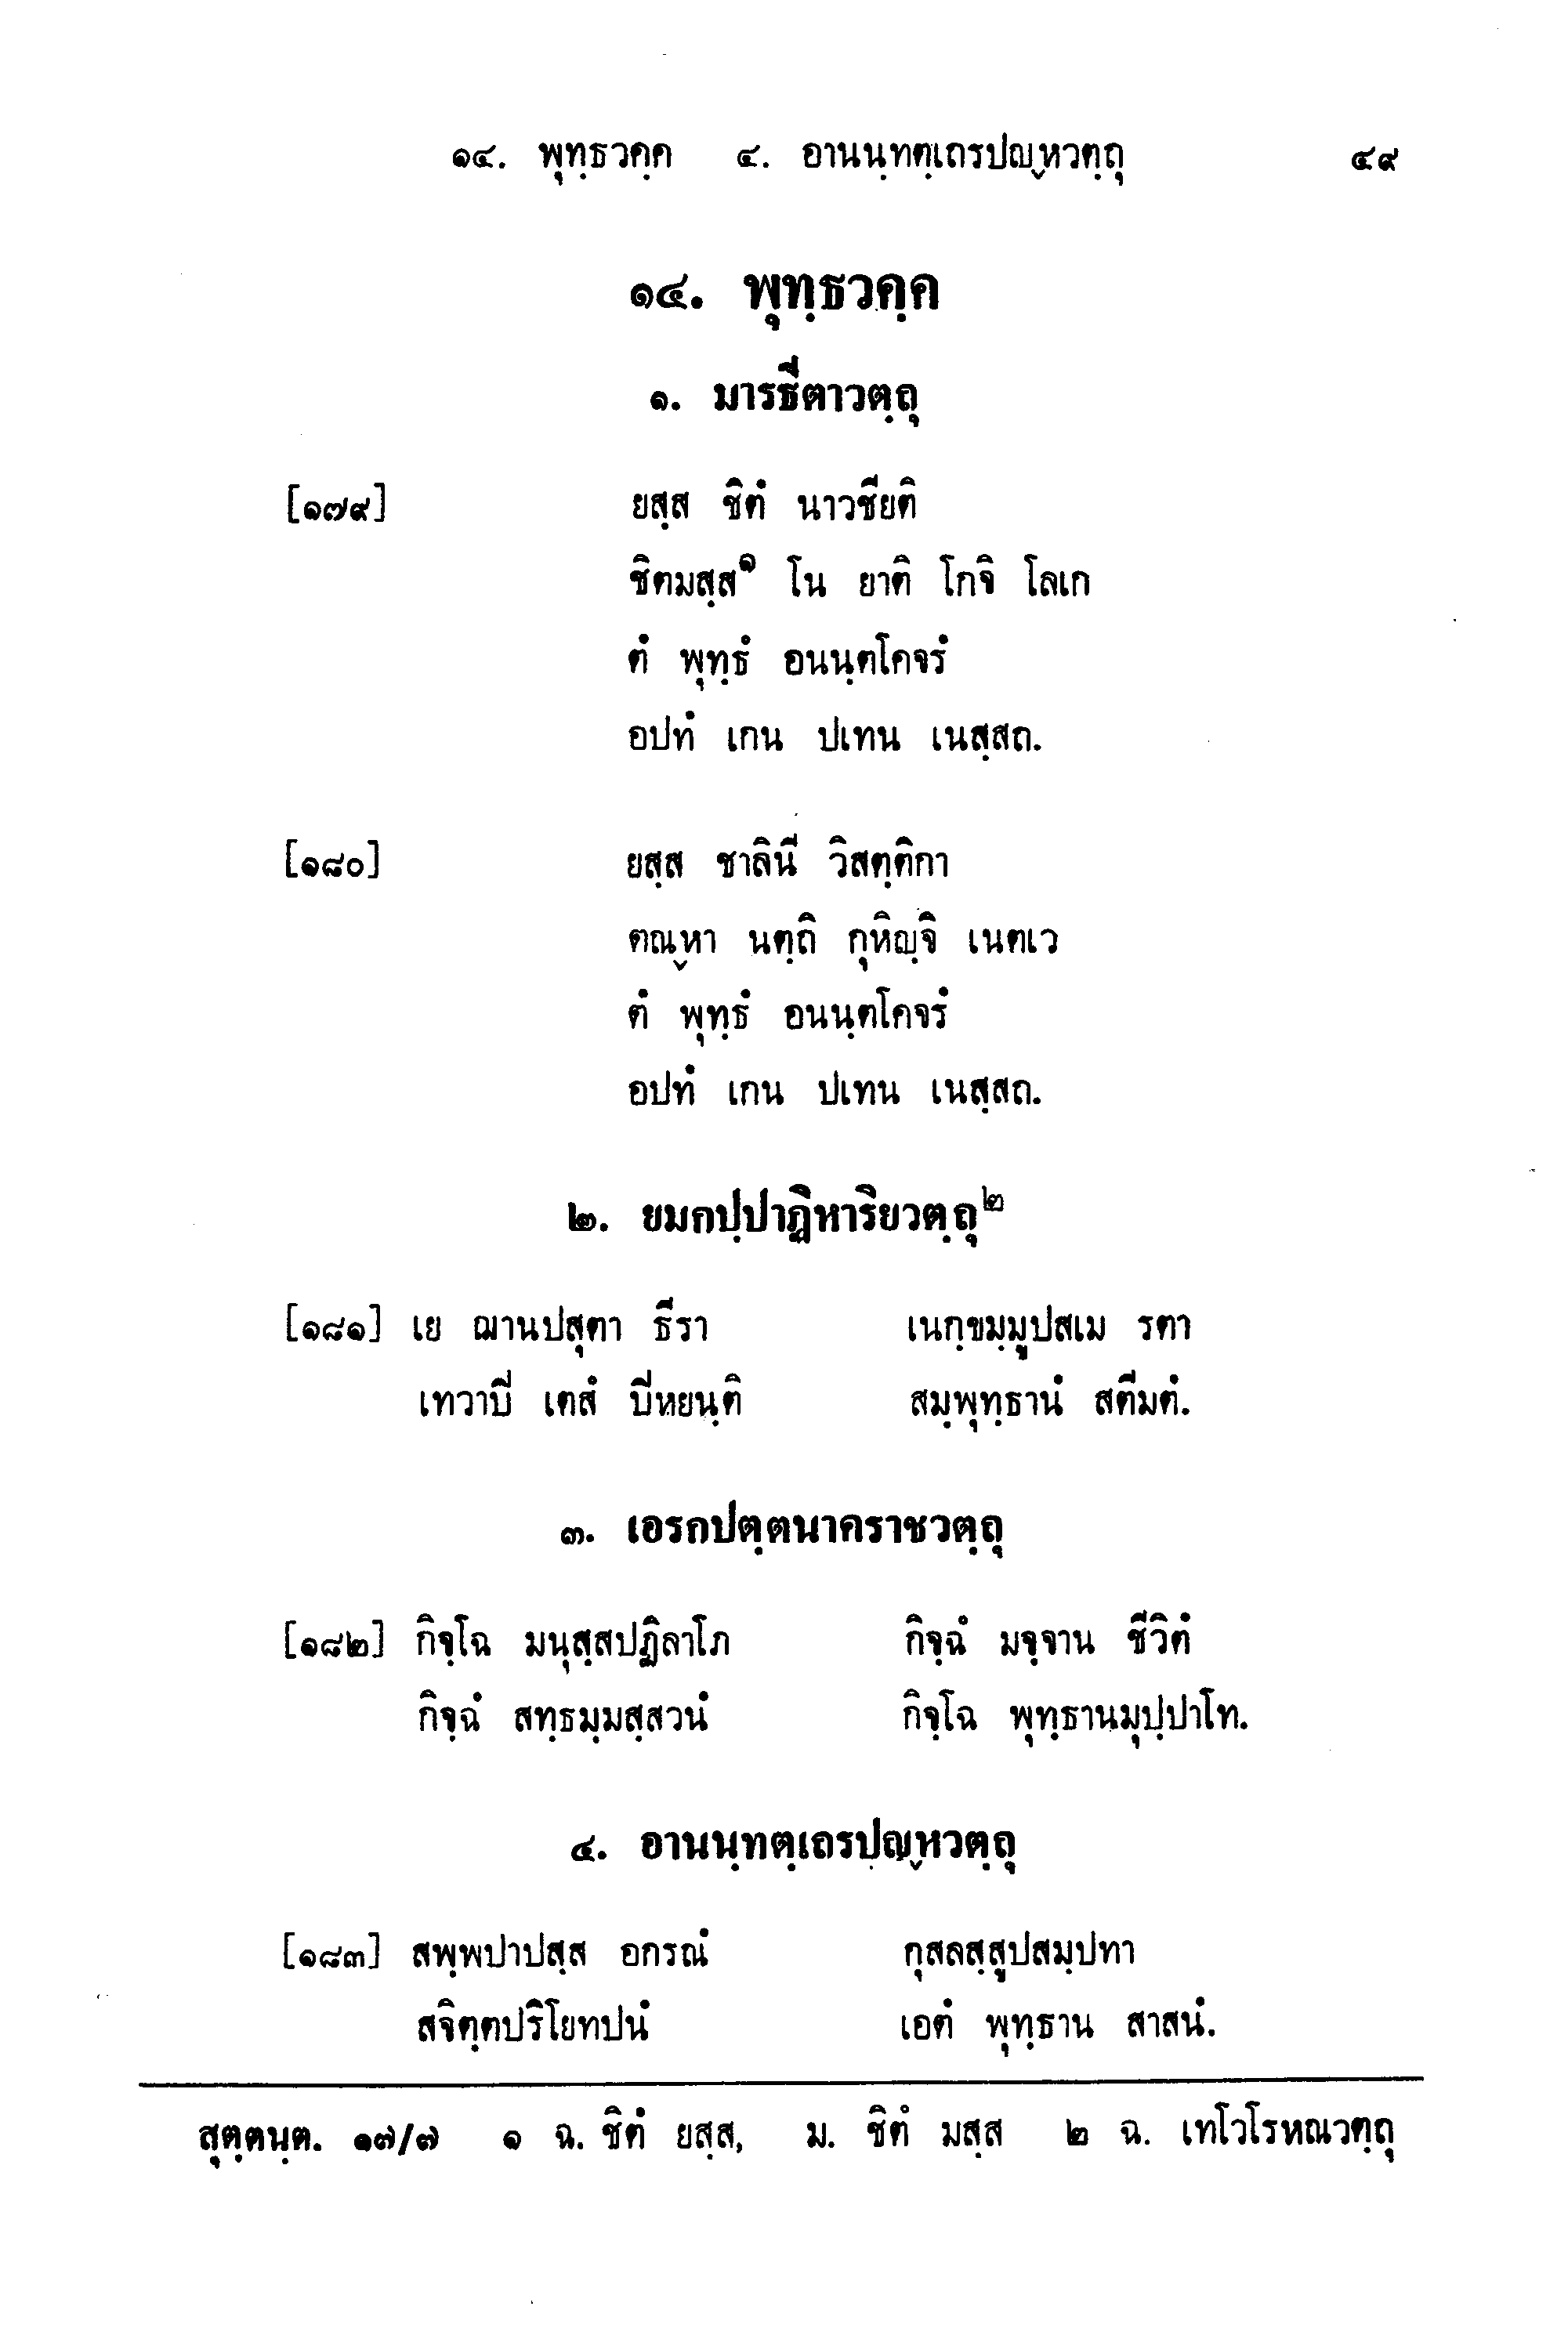 ๑๔. พุทฺธวคฺค ๔. อานนฺทตฺเถรปญฺหวตฺถุ ๔๙
๑๔. พุทฺธวคฺค
๑. มารธีตาวตฺถุ
[๑๗๙] ยสฺส ชิตํ นาวชียติ
ชิตมสฺส๑ โน ยาติ โกจิ โลเก
ตํ พุทฺธํ อนนฺตโคจรํ
อปทํ เกน ปเทน เนสฺสถ.
[๑๘๐] ยสฺส ชาลินี วิสตฺติกา
ตณฺหา นตฺถิ กุหิญฺจิ เนตเว
ตํ พุทฺธํ อนนฺตโคจรํ
อปทํ เกน ปเทน เนสฺสถ.
๒. ยมกปฺปาฏิหาริยวตฺถุ๒
[๑๘๑] เย ฌานปสุตา ธีรา เนกฺขมฺมูปสเม รตา
เทวาปิ เตสํ ปิหยนฺติ สมฺพุทฺธานํ สตีมตํ.
๓. เอรกปตฺตนาคราชวตฺถุ
[๑๘๒] กิจฺโฉ มนุสฺสปฏิลาโภ กิจฺฉํ มจฺจาน ชีวิตํ
กิจฺฉํ สทฺธมฺมสฺสวนํ กิจฺโฉ พุทฺธานมุปฺปาโท.
๔. อานนฺทตฺเถรปญฺหวตฺถุ
[๑๘๓] สพฺพปาปสฺส อกรณํ กุสลสฺสูปสมฺปทา
สจิตฺตปริโยทปนํ เอตํ พุทฺธาน สาสนํ.
สุตฺตนฺต. ๑๗/๗ ๑ ฉ. ชิตํ ยสฺส, ม. ชิตํ มสฺส ๒ ฉ. เทโวโรหณวตฺถุ